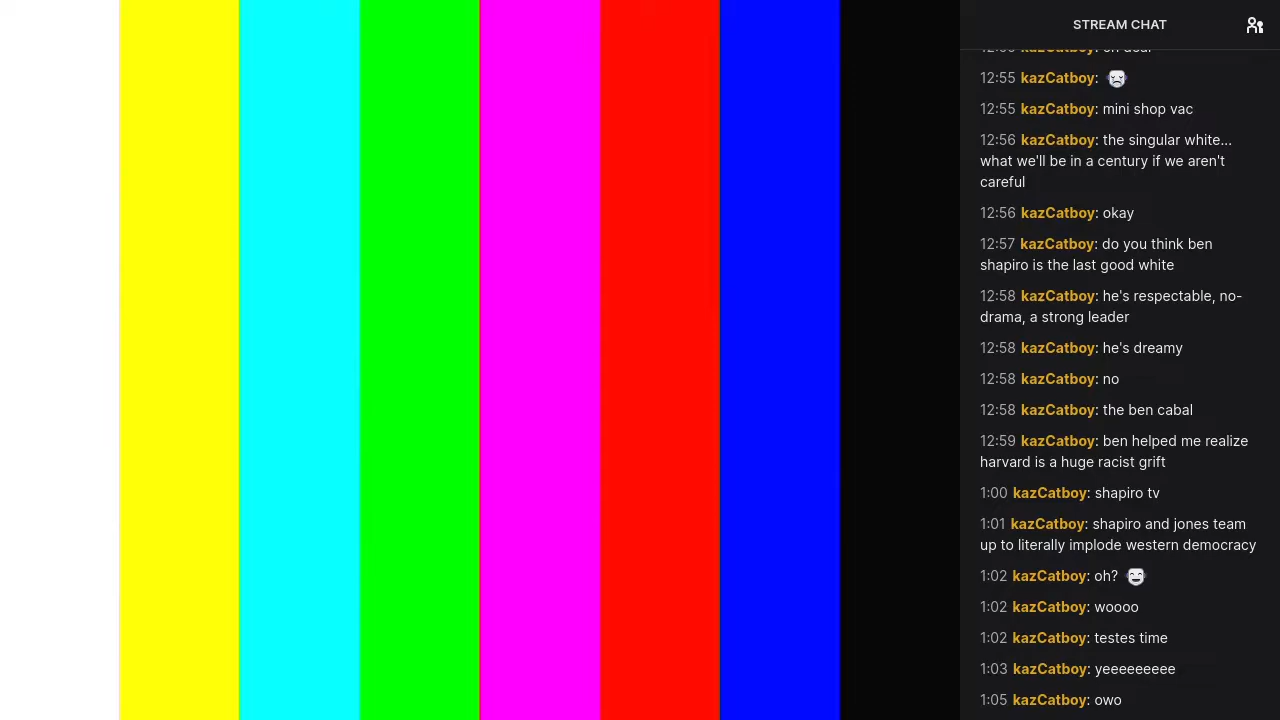 STREAM CHAT
kazCatboy: oh dear
12:55 kazCatboy:
12:55 kazCatboy: mini shop vac
12:56 kazCatboy: the singular white...
what we'll be in a century if we aren't
careful
12:56 kazCatboy: okay
12:57 kazCatboy: do you think ben
shapiro is the last good white
12:58 kazCatboy: he's respectable, no-
drama, a strong leader
12:58 kazCatboy: he's dreamy
12:58 kazCatboy: no
12:58 kazCatboy: the ben cabal
12:59 kazCatboy: ben helped me realize
harvard is a huge racist grift
1:00 kazCatboy: shapiro tv
1:01 kazCatboy: shapiro and jones team
up to literally implode western democracy
1:02 kazCatboy: oh?
1:02 kazCatboy: woooo
1:02 kazCatboy: testes time
1:03 kazCatboy: yeeeeeeeee
1:05 kazCatboy: owo